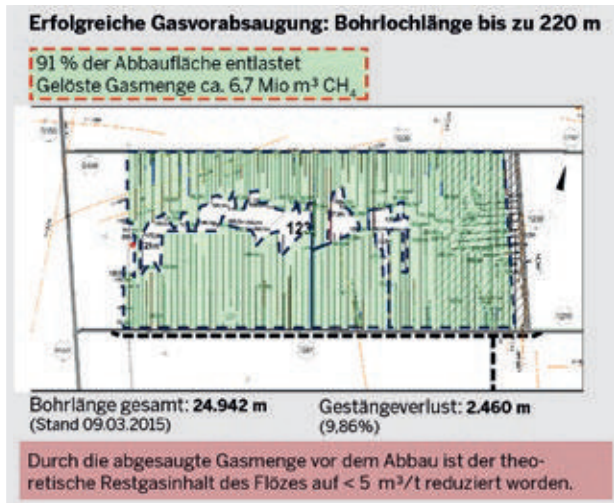 Erfolgreiche Gasvorabsaugung: Bohrlochlänge bis zu 220 m
91 % der Abbaufläche entlastet
Gelöste Gasmenge ca. 6,7 Mio m³ CH₄
123
Bohrlänge gesamt: 24.942 m
(Stand 09.03.2015)
Gestängeverlust: 2.460 m
(9,86%)
Durch die abgesaugte Gasmenge vor dem Abbau ist der theo-
retische Restgasinhalt des Flözes auf < 5 m³/t reduziert worden.